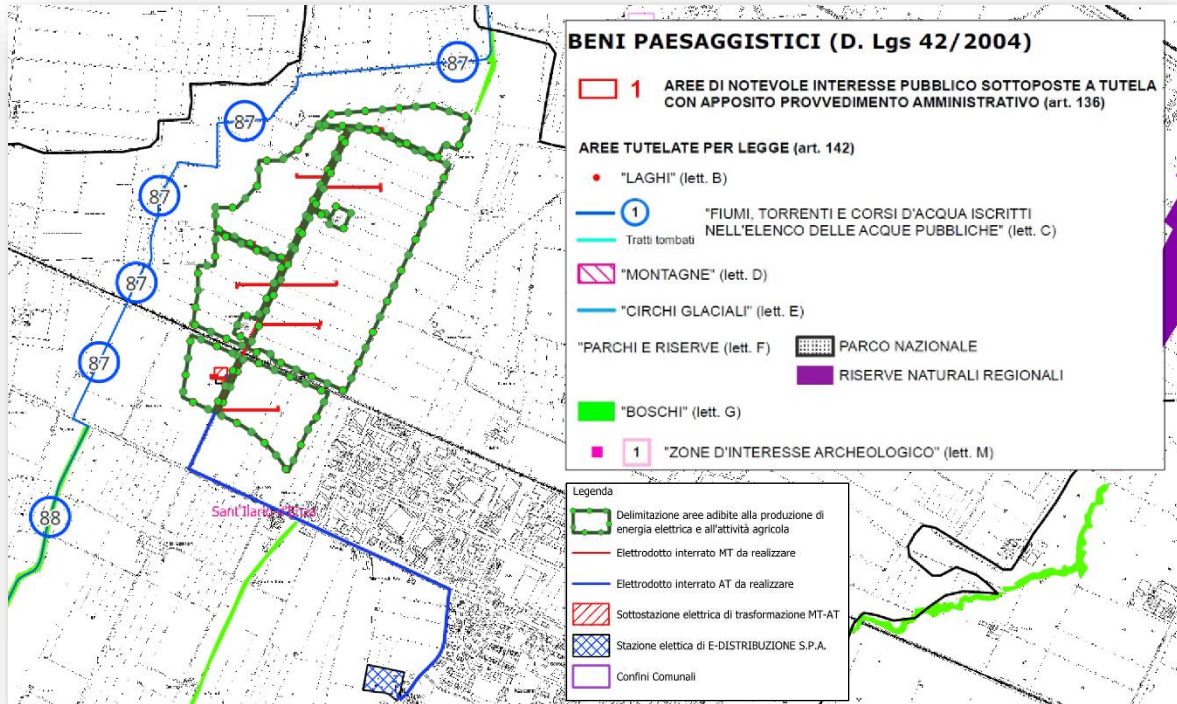 87
87
87
87
87
88
Sant'Ilario d'Enza
BENI PAESAGGISTICI (D. Lgs 42/2004)
1 AREE DI NOTEVOLE INTERESSE PUBBLICO SOTTOPOSTE A TUTELA
CON APPOSITO PROVVEDIMENTO AMMINISTRATIVO (art. 136)
AREE TUTELATE PER LEGGE (art. 142)
"LAGHI" (lett. B)
1 "FIUMI, TORRENTI E CORSI D'ACQUA ISCRITTI
NELL'ELENCO DELLE ACQUE PUBBLICHE" (lett. C)
Tratti tombati
"MONTAGNE" (lett. D)
"CIRCHI GLACIALI" (lett. E)
"PARCHI E RISERVE (lett. F) PARCO NAZIONALE
RISERVE NATURALI REGIONALI
"BOSCHI" (lett. G)
1 "ZONE D'INTERESSE ARCHEOLOGICO" (lett. M)
Legenda
Delimitazione aree adibite alla produzione di
energia elettrica e all'attività agricola
Elettrodotto interrato MT da realizzare
Elettrodotto interrato AT da realizzare
Sottostazione elettrica di trasformazione MT-AT
Stazione elettica di E-DISTRIBUZIONE S.P.A.
Confini Comunali